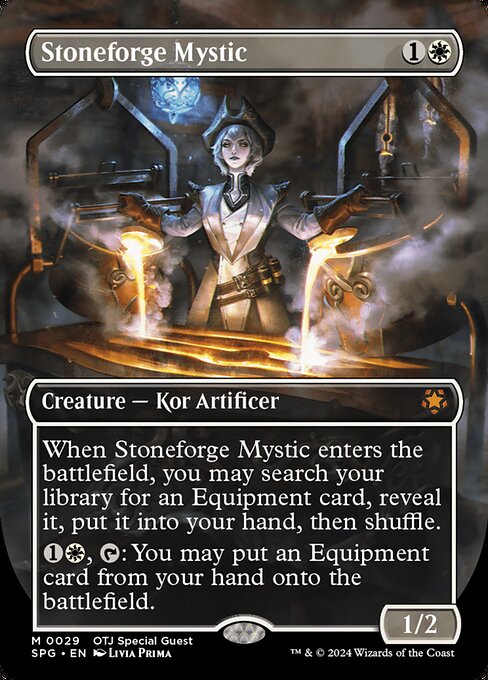 Stoneforge Mystic 1
Creature — Kor Artificer
When Stoneforge Mystic enters the
battlefield, you may search your
library for an Equipment card, reveal
it, put it into your hand, then shuffle.
1, : You may put an Equipment
card from your hand onto the
battlefield.
1/2
M 0029 OTJ Special Guest
SPG • EN Livia Prima
™ & © 2024 Wizards of the Coast